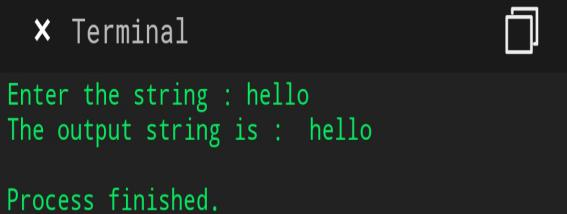 × Terminal
Enter the string : hello
The output string is :  hello
Process finished.